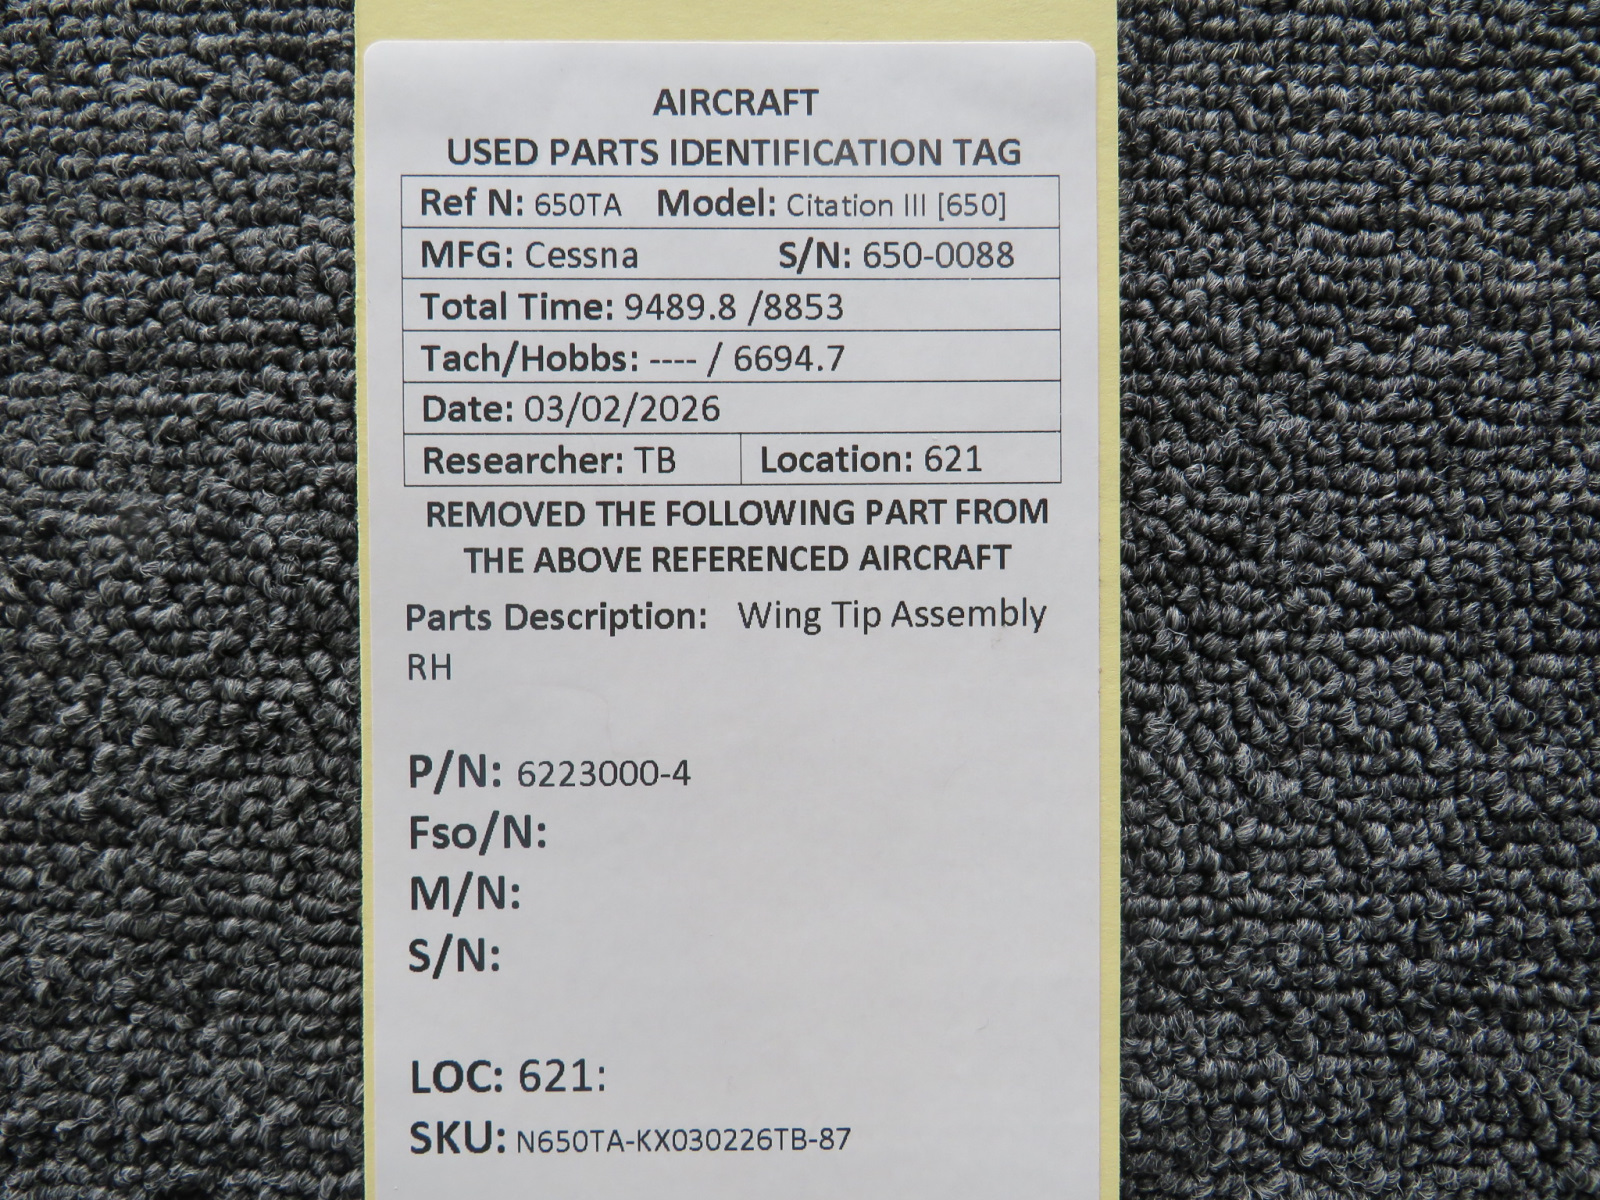 AIRCRAFT
USED PARTS IDENTIFICATION TAG
Ref N: 650TA Model: Citation III [650]
MFG: Cessna S/N: 650-0088
Total Time: 9489.8 /8853
Tach/Hobbs: ---- / 6694.7
Date: 03/02/2026
Researcher: TB Location: 621
REMOVED THE FOLLOWING PART FROM
THE ABOVE REFERENCED AIRCRAFT
Parts Description: Wing Tip Assembly
RH
P/N: 6223000-4
Fso/N:
M/N:
S/N:
LOC: 621:
SKU: N650TA-KX030226TB-87